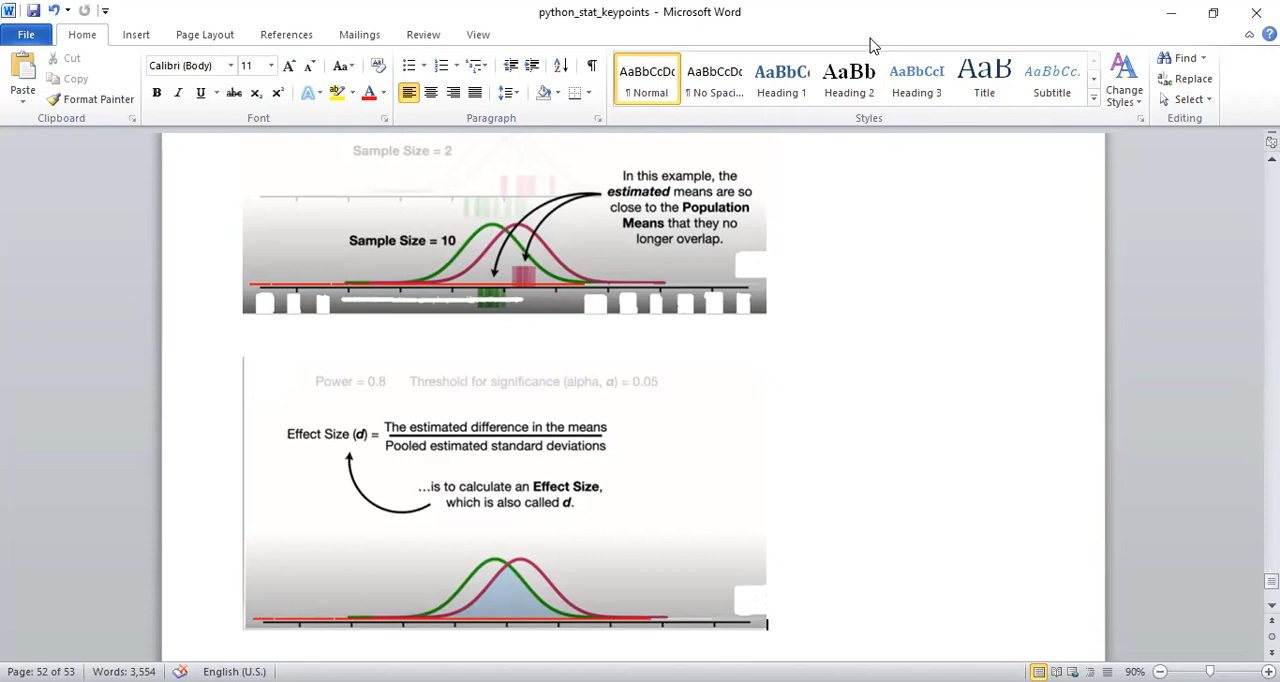 python_stat_keypoints - Microsoft Word
File Home Insert Page Layout References Mailings Review View
Paste
Cut
Copy
Format Painter
Clipboard
Calibri (Body) 11
Font
Paragraph
AaBbCcDc
¶ Normal
AaBbCcDc
¶ No Spaci...
AaBbCc
Heading 1
AaBb
Heading 2
AaBbCcI
Heading 3
AaB
Title
AaBbCc.
Subtitle
Change
Styles
Styles
Find
Replace
Select
Editing
Sample Size = 2
In this example, the
estimated means are so
close to the Population
Means that they no
longer overlap.
Sample Size = 10
Power = 0.8 Threshold for significance (alpha, α) = 0.05
Effect Size (d) =
The estimated difference in the means
Pooled estimated standard deviations
...is to calculate an Effect Size,
which is also called d.
Page: 52 of 53 Words: 3,554 English (U.S.) 90%